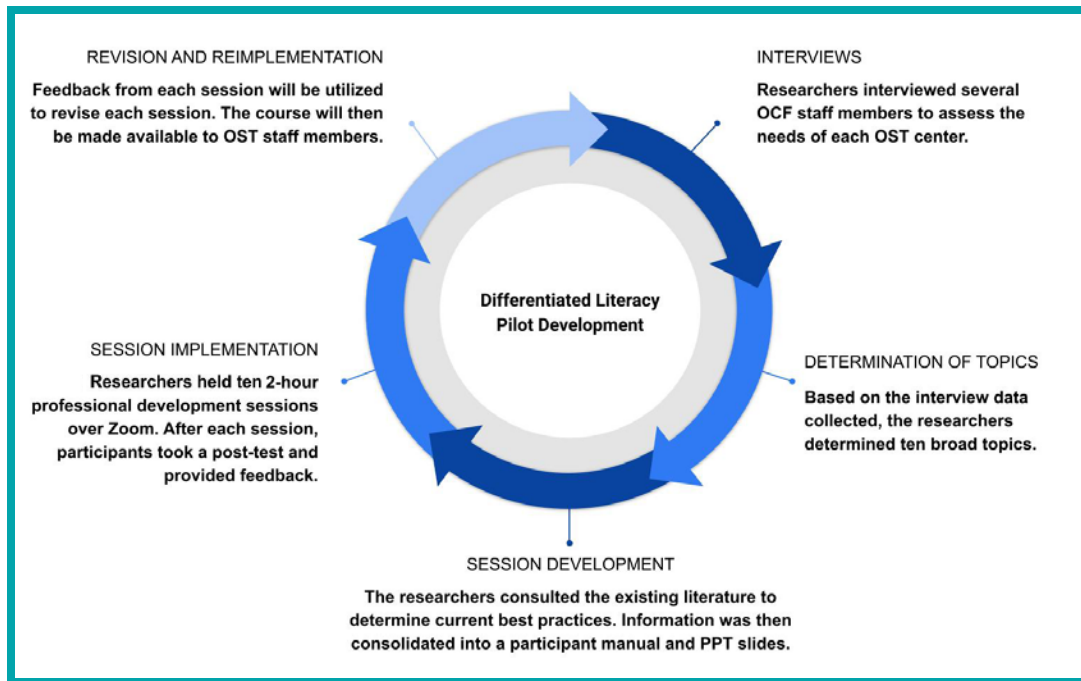 REVISION AND REIMPLEMENTATION
Feedback from each session will be utilized
to revise each session. The course will then
be made available to OST staff members.
INTERVIEWS
Researchers interviewed several
OCF staff members to assess the
needs of each OST center.
Differentiated Literacy
Pilot Development
SESSION IMPLEMENTATION
Researchers held ten 2-hour
professional development sessions
over Zoom. After each session,
participants took a post-test and
provided feedback.
DETERMINATION OF TOPICS
Based on the interview data
collected, the researchers
determined ten broad topics.
SESSION DEVELOPMENT
The researchers consulted the existing literature to
determine current best practices. Information was then
consolidated into a participant manual and PPT slides.